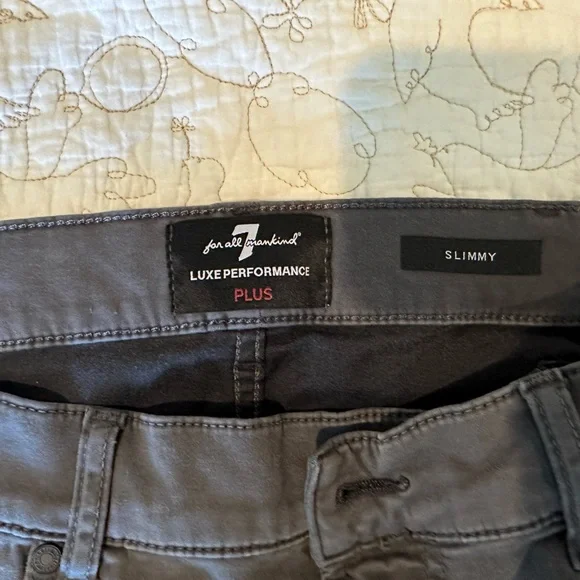 7
for all mankind®
LUXE PERFORMANCE
PLUS
SLIMMY